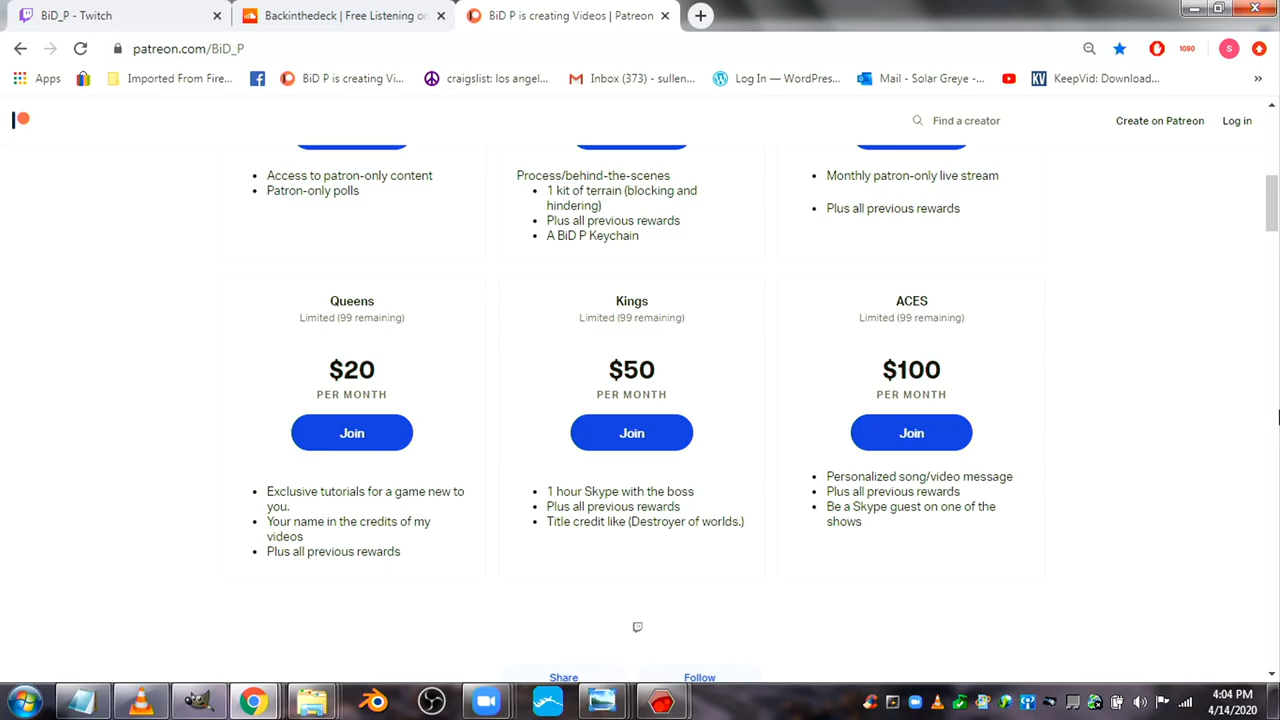 BiD_P - Twitch
Backinthedeck | Free Listening on
BiD P is creating Videos | Patreon
patreon.com/BiD_P
1080
S
Apps
Imported From Fire...
BiD P is creating Vi...
craigslist: los angel...
Inbox (373) - sullen...
Log In — WordPress...
Mail - Solar Greye -...
KV
KeepVid: Download...
»
Find a creator
Create on Patreon
Log in
• Access to patron-only content
• Patron-only polls
Process/behind-the-scenes
• 1 kit of terrain (blocking and
hindering)
• Plus all previous rewards
• A BiD P Keychain
• Monthly patron-only live stream
• Plus all previous rewards
Queens
Limited (99 remaining)
$20
PER MONTH
Join
• Exclusive tutorials for a game new to
you.
• Your name in the credits of my
videos
• Plus all previous rewards
Kings
Limited (99 remaining)
$50
PER MONTH
Join
• 1 hour Skype with the boss
• Plus all previous rewards
• Title credit like (Destroyer of worlds.)
ACES
Limited (99 remaining)
$100
PER MONTH
Join
• Personalized song/video message
• Plus all previous rewards
• Be a Skype guest on one of the
shows
Share
Follow
4:04 PM
4/14/2020